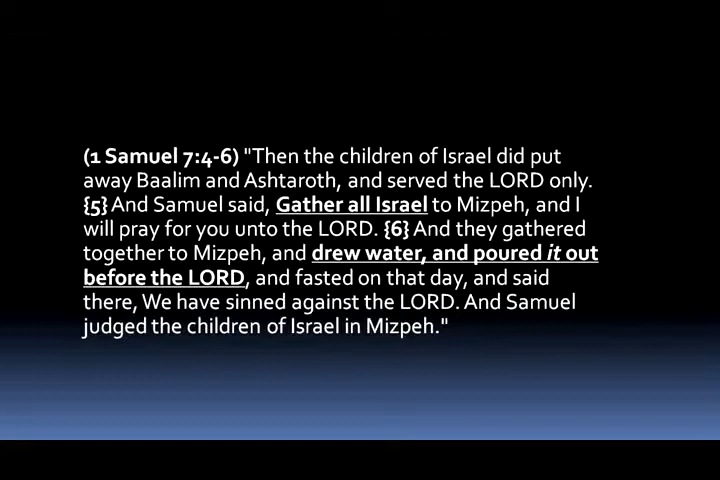 (1 Samuel 7:4-6) "Then the children of Israel did put
away Baalim and Ashtaroth, and served the LORD only.
{5} And Samuel said, Gather all Israel to Mizpeh, and I
will pray for you unto the LORD. {6} And they gathered
together to Mizpeh, and drew water, and poured it out
before the LORD, and fasted on that day, and said
there, We have sinned against the LORD. And Samuel
judged the children of Israel in Mizpeh."